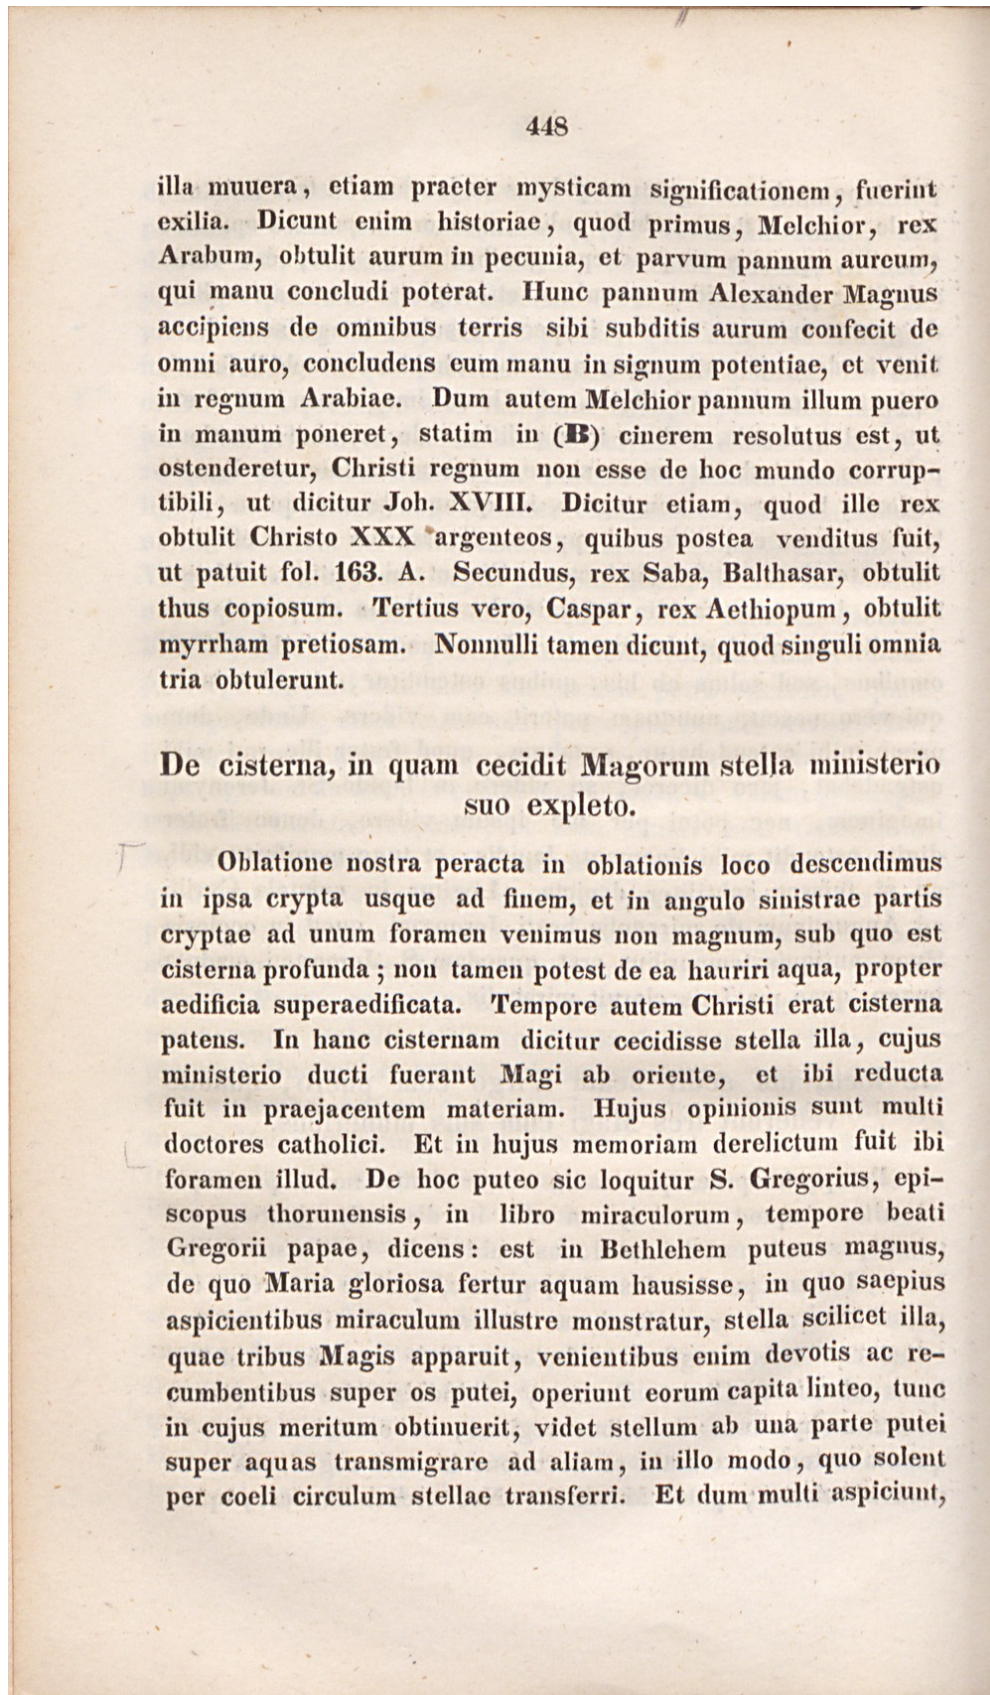 448
illa muuera, etiam praeter mysticam significationem, fuerint
exilia. Dicunt enim historiae, quod primus, Melchior, rex
Arabum, obtulit aurum in pecunia, et parvum pannum aureum,
qui manu concludi poterat. Hunc pannum Alexander Magnus
accipiens de omnibus terris sibi subditis aurum confecit de
omni auro, concludens eum manu in signum potentiae, et venit
in regnum Arabiae. Dum autem Melchior pannum illum puero
in manum poneret, statim in (B) cinerem resolutus est, ut
ostenderetur, Christi regnum non esse de hoc mundo corrup-
tibili, ut dicitur Joh. XVIII. Dicitur etiam, quod ille rex
obtulit Christo XXX argenteos, quibus postea venditus fuit,
ut patuit fol. 163. A. Secundus, rex Saba, Balthasar, obtulit
thus copiosum. Tertius vero, Caspar, rex Aethiopum, obtulit
myrrham pretiosam. Nonnulli tamen dicunt, quod singuli omnia
tria obtulerunt.
De cisterna, in quam cecidit Magorum stella ministerio
suo expleto.
Oblatione nostra peracta in oblationis loco descendimus
in ipsa crypta usque ad finem, et in angulo sinistrae partis
cryptae ad unum foramen venimus non magnum, sub quo est
cisterna profunda; non tamen potest de ea hauriri aqua, propter
aedificia superaedificata. Tempore autem Christi erat cisterna
patens. In hanc cisternam dicitur cecidisse stella illa, cujus
ministerio ducti fuerant Magi ab oriente, et ibi reducta
fuit in praejacentem materiam. Hujus opinionis sunt multi
doctores catholici. Et in hujus memoriam derelictum fuit ibi
foramen illud. De hoc puteo sic loquitur S. Gregorius, epi-
scopus thorunensis, in libro miraculorum, tempore beati
Gregorii papae, dicens: est in Bethlehem puteus magnus,
de quo Maria gloriosa fertur aquam hausisse, in quo saepius
aspicientibus miraculum illustre monstratur, stella scilicet illa,
quae tribus Magis apparuit, venientibus enim devotis ac re-
cumbentibus super os putei, operiunt eorum capita linteo, tunc
in cujus meritum obtinuerit, videt stellum ab una parte putei
super aquas transmigrare ad aliam, in illo modo, quo solent
per coeli circulum stellae transferri. Et dum multi aspiciunt,